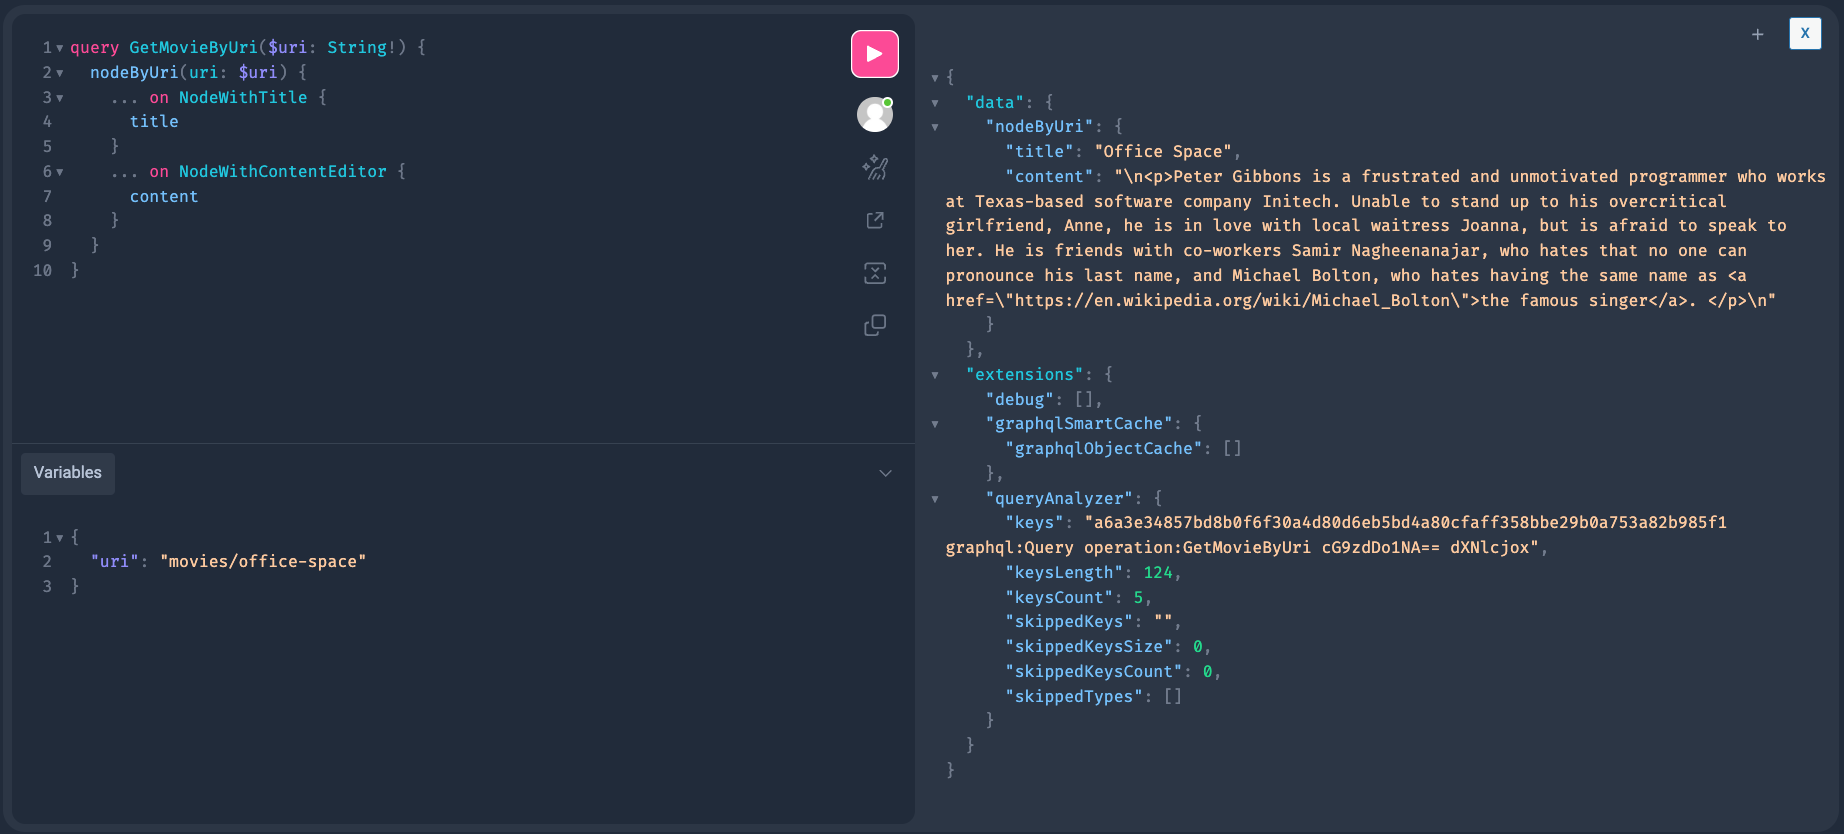 1 query GetMovieByUri($uri: String!) {
2 nodeByUri(uri: $uri) {
3 ... on NodeWithTitle {
4 title
5 }
6 ... on NodeWithContentEditor {
7 content
8 }
9 }
10 }
Variables
1 {
2 "uri": "movies/office-space"
3 }
+ X
{
"data": {
"nodeByUri": {
"title": "Office Space",
"content": "\n<p>Peter Gibbons is a frustrated and unmotivated programmer who works
at Texas-based software company Initech. Unable to stand up to his overcritical
girlfriend, Anne, he is in love with local waitress Joanna, but is afraid to speak to
her. He is friends with co-workers Samir Nagheenanajar, who hates that no one can
pronounce his last name, and Michael Bolton, who hates having the same name as <a
href=\"https://en.wikipedia.org/wiki/Michael_Bolton\">the famous singer</a>. </p>\n"
}
},
"extensions": {
"debug": [],
"graphqlSmartCache": {
"graphqlObjectCache": []
},
"queryAnalyzer": {
"keys": "a6a3e34857bd8b0f6f30a4d80d6eb5bd4a80cfaff358bbe29b0a753a82b985f1
graphql:Query operation:GetMovieByUri cG9zdDo1NA== dXNlcjox",
"keysLength": 124,
"keysCount": 5,
"skippedKeys": "",
"skippedKeysSize": 0,
"skippedKeysCount": 0,
"skippedTypes": []
}
}
}